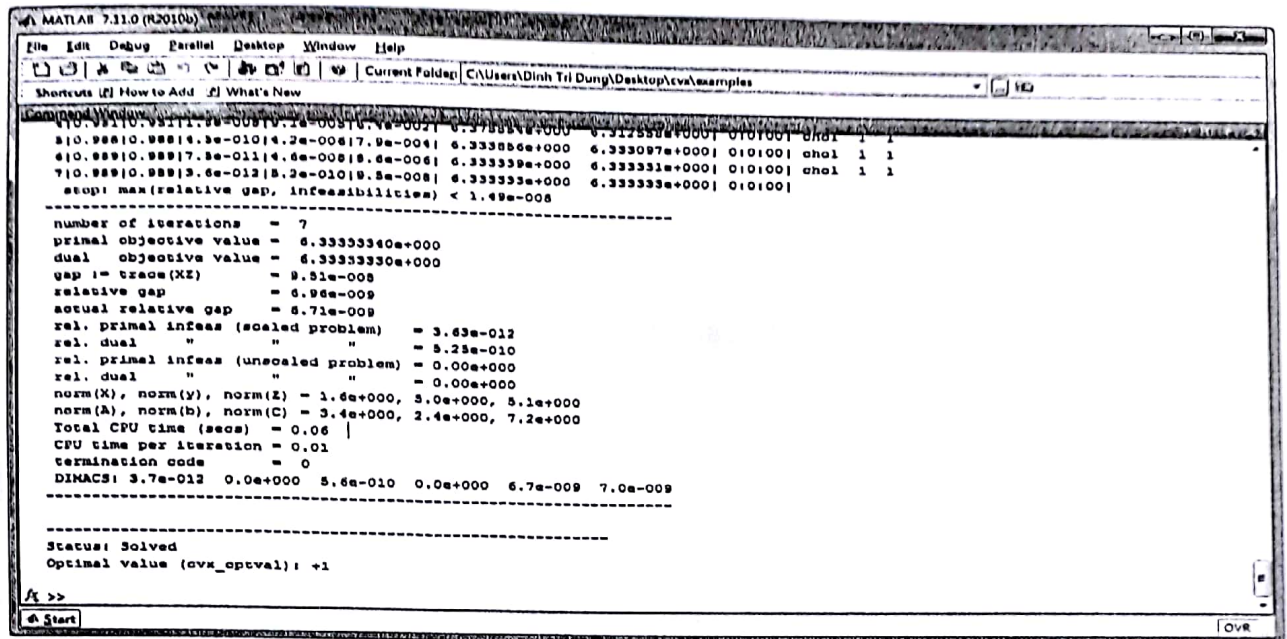 MATLAB 7.11.0 (R2010b)
File Edit Debug Parallel Desktop Window Help
Current Folder: C:\Users\Dinh Tri Dung\Desktop\cvx\examples
Shortcuts How to Add What's New
Command Window
5|0.988|0.988|4.3e-010|4.2e-006|7.9e-004| 6.333856e+000 6.333097e+000| 0:0:00| chol 1 1
6|0.989|0.989|7.5e-011|4.6e-008|8.6e-006| 6.333339e+000 6.333331e+000| 0:0:00| chol 1 1
7|0.989|0.989|3.6e-012|5.2e-010|9.5e-008| 6.333333e+000 6.333333e+000| 0:0:00|
stop: max(relative gap, infeasibilities) < 1.49e-008
-------------------------------------------------------------------
number of iterations = 7
primal objective value = 6.33333340e+000
dual objective value = 6.33333330e+000
gap := trace(XZ) = 9.51e-008
relative gap = 6.96e-009
actual relative gap = 6.71e-009
rel. primal infeas (scaled problem) = 3.63e-012
rel. dual " " " = 5.25e-010
rel. primal infeas (unscaled problem) = 0.00e+000
rel. dual " " " = 0.00e+000
norm(X), norm(y), norm(Z) = 1.6e+000, 3.0e+000, 5.1e+000
norm(A), norm(b), norm(C) = 3.4e+000, 2.4e+000, 7.2e+000
Total CPU time (secs) = 0.06
CPU time per iteration = 0.01
termination code = 0
DIMACS: 3.7e-012 0.0e+000 5.6e-010 0.0e+000 6.7e-009 7.0e-009
-------------------------------------------------------------------
------------------------------------------------------------
Status: Solved
Optimal value (cvx_optval): +1
fx >>
Start
OVR